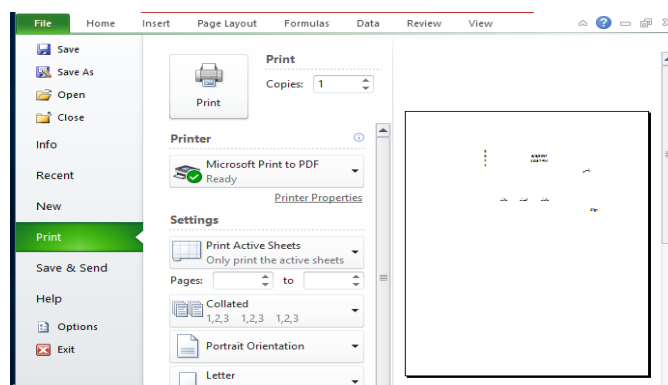 File Home Insert Page Layout Formulas Data Review View
Save
Save As
Open
Close
Info
Recent
New
Print
Save & Send
Help
Options
Exit
Print
Print
Copies: 1
Printer
Microsoft Print to PDF
Ready
Printer Properties
Settings
Print Active Sheets
Only print the active sheets
Pages: to
Collated
1,2,3 1,2,3 1,2,3
Portrait Orientation
Letter